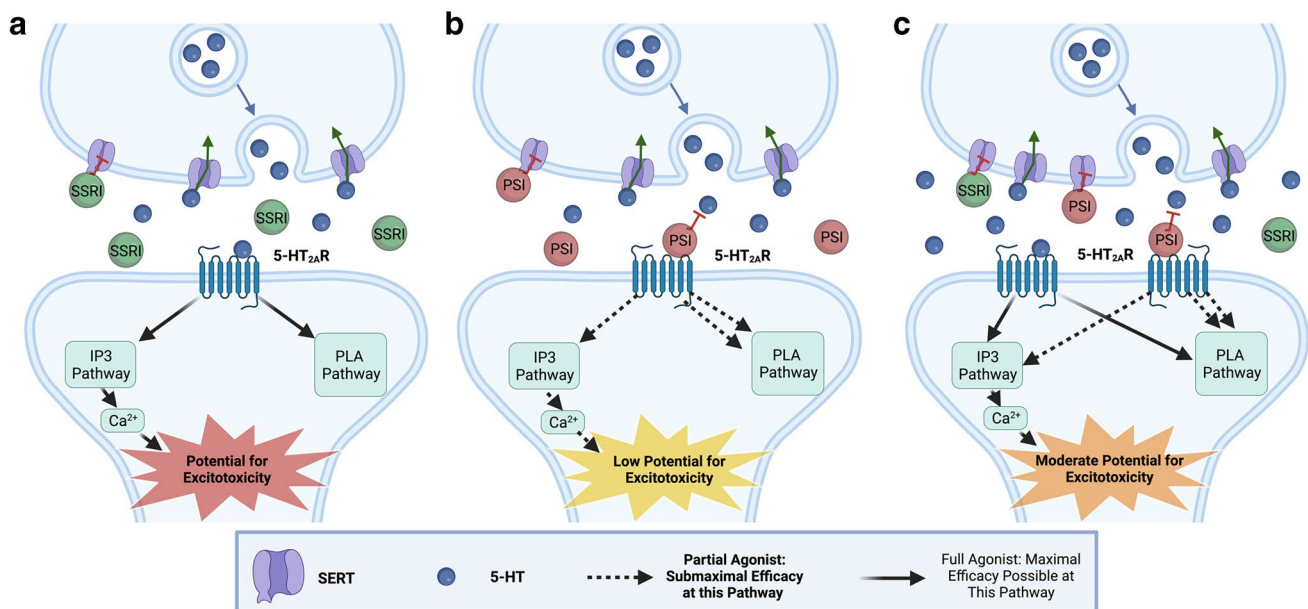 a
SSRI
SSRI
SSRI
SSRI
5-HT2AR
IP3
Pathway
PLA
Pathway
Ca2+
Potential for
Excitotoxicity
b
PSI
PSI
PSI
PSI
5-HT2AR
IP3
Pathway
PLA
Pathway
Ca2+
Low Potential for
Excitotoxicity
c
SSRI
PSI
PSI
SSRI
5-HT2AR
IP3
Pathway
PLA
Pathway
Ca2+
Moderate Potential for
Excitotoxicity
SERT
5-HT
Partial Agonist:
Submaximal Efficacy
at this Pathway
Full Agonist: Maximal
Efficacy Possible at
This Pathway